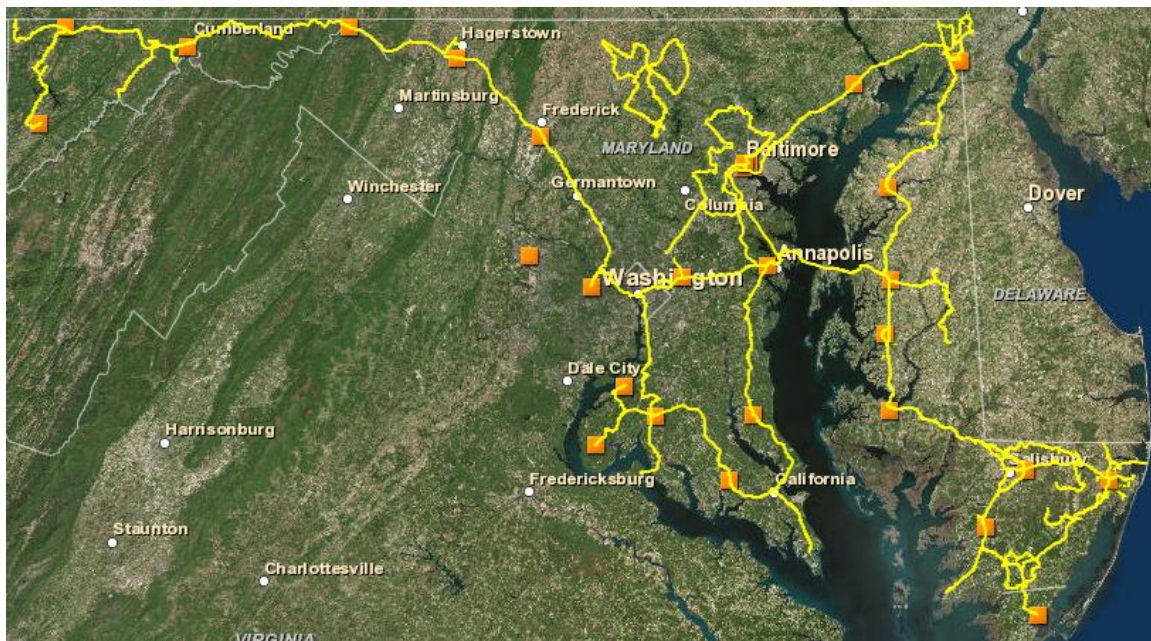 Cumberland
Hagerstown
Martinsburg
Frederick
MARYLAND
Baltimore
Winchester
Germantown
Columbia
Dover
Annapolis
Washington
DELAWARE
Dale City
Harrisonburg
Salisbury
Fredericksburg
California
Staunton
Charlottesville
VIRGINIA